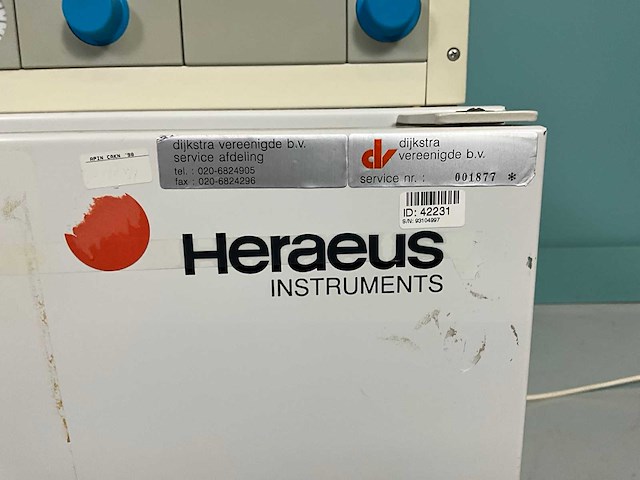 dijkstra vereenigde b.v.
service afdeling
tel. : 020-6824905
fax : 020-6824296
dv dijkstra
vereenigde b.v.
service nr. : 001877 *
ID: 42231
S/N: 93104997
Heraeus
INSTRUMENTS